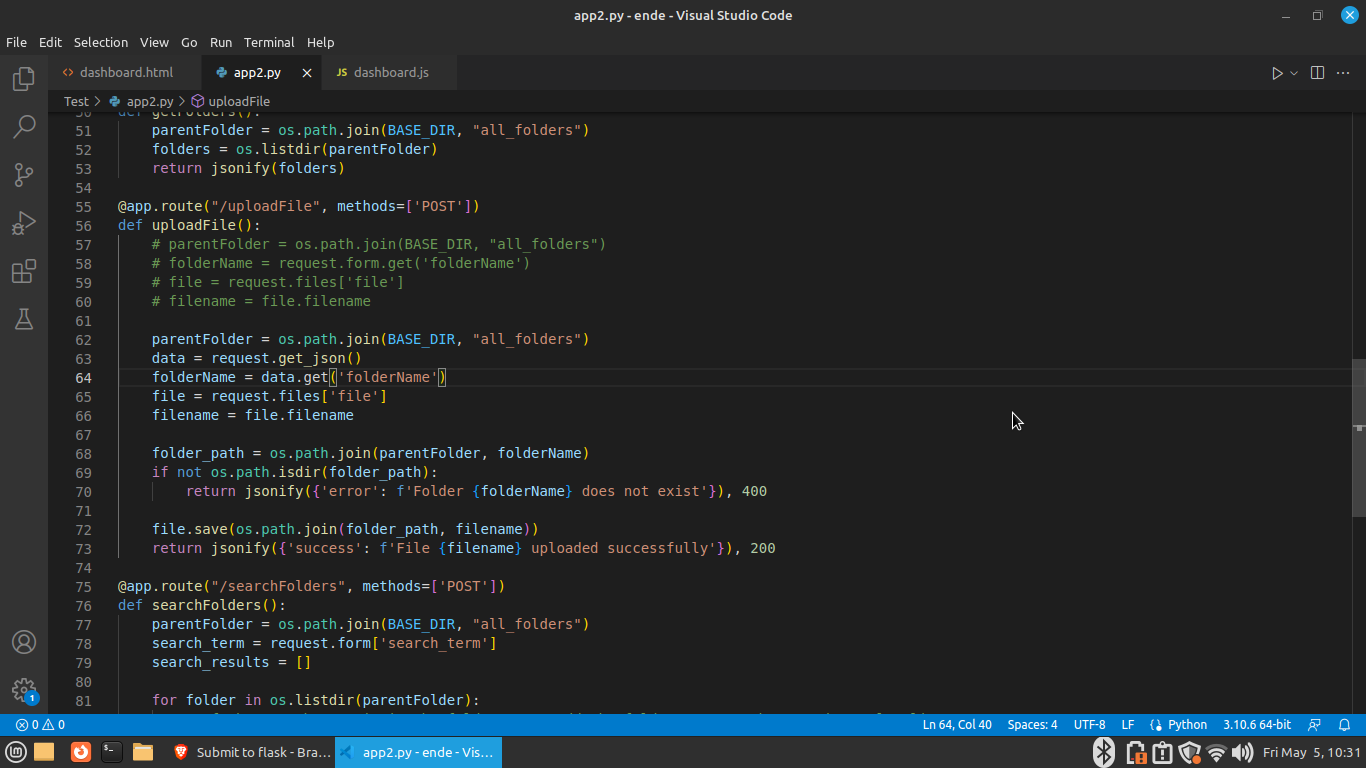 app2.py - ende - Visual Studio Code
File Edit Selection View Go Run Terminal Help
dashboard.html
app2.py
JS dashboard.js
Test > app2.py > uploadFile
50 def getFolders():
51 parentFolder = os.path.join(BASE_DIR, "all_folders")
52 folders = os.listdir(parentFolder)
53 return jsonify(folders)
54
55 @app.route("/uploadFile", methods=['POST'])
56 def uploadFile():
57 # parentFolder = os.path.join(BASE_DIR, "all_folders")
58 # folderName = request.form.get('folderName')
59 # file = request.files['file']
60 # filename = file.filename
61
62 parentFolder = os.path.join(BASE_DIR, "all_folders")
63 data = request.get_json()
64 folderName = data.get('folderName')
65 file = request.files['file']
66 filename = file.filename
67
68 folder_path = os.path.join(parentFolder, folderName)
69 if not os.path.isdir(folder_path):
70 return jsonify({'error': f'Folder {folderName} does not exist'}), 400
71
72 file.save(os.path.join(folder_path, filename))
73 return jsonify({'success': f'File {filename} uploaded successfully'}), 200
74
75 @app.route("/searchFolders", methods=['POST'])
76 def searchFolders():
77 parentFolder = os.path.join(BASE_DIR, "all_folders")
78 search_term = request.form['search_term']
79 search_results = []
80
81 for folder in os.listdir(parentFolder):
1
0 0 Ln 64, Col 40 Spaces: 4 UTF-8 LF Python 3.10.6 64-bit
Submit to flask - Bra... app2.py - ende - Vis... Fri May 5, 10:31